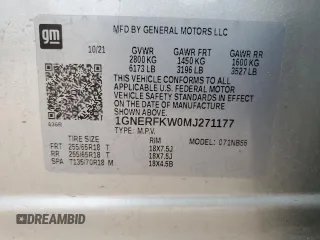 MFD BY GENERAL MOTORS LLC
gm
10/21 GVWR GAWR FRT GAWR RR
2800 KG 1450 KG 1600 KG
6173 LB 3196 LB 3527 LB
THIS VEHICLE CONFORMS TO ALL
APPLICABLE U.S. FEDERAL MOTOR
VEHICLE SAFETY STANDARDS IN EFFECT
ON THE DATE OF MANUFACTURE SHOWN ABOVE.
1GNERFKW0MJ271177
TYPE: M.P.V. MODEL: 071NB56
TIRE SIZE RIM
FRT 255/65R18 T 18X7.5J
RR 255/65R18 T 18X7.5J
SPA T135/70R18 M 18X4.5B
GREATBIDCARS